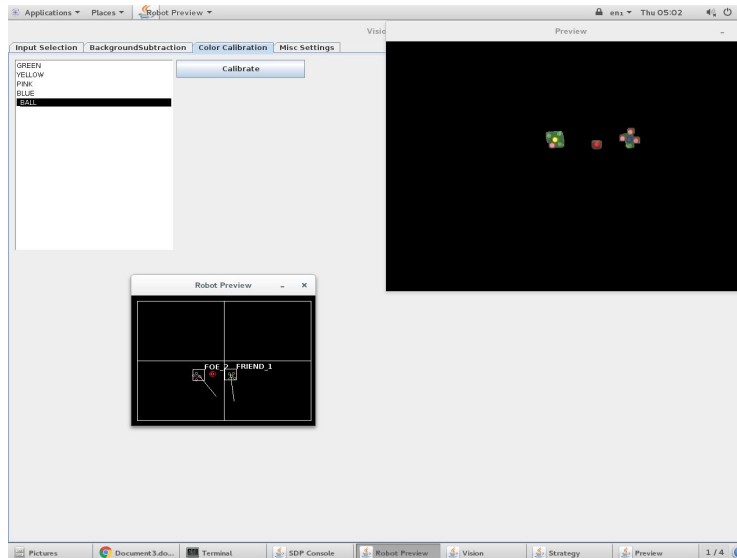 Applications Places Robot Preview en1 Thu 05:02
Visio Preview
Input Selection BackgroundSubtraction Color Calibration Misc Settings
GREEN
YELLOW
PINK
BLUE
BALL
Calibrate
Robot Preview
FOE_2 FRIEND_1
Pictures Document3.do... Terminal SDP Console Robot Preview Vision Strategy Preview 1 / 4